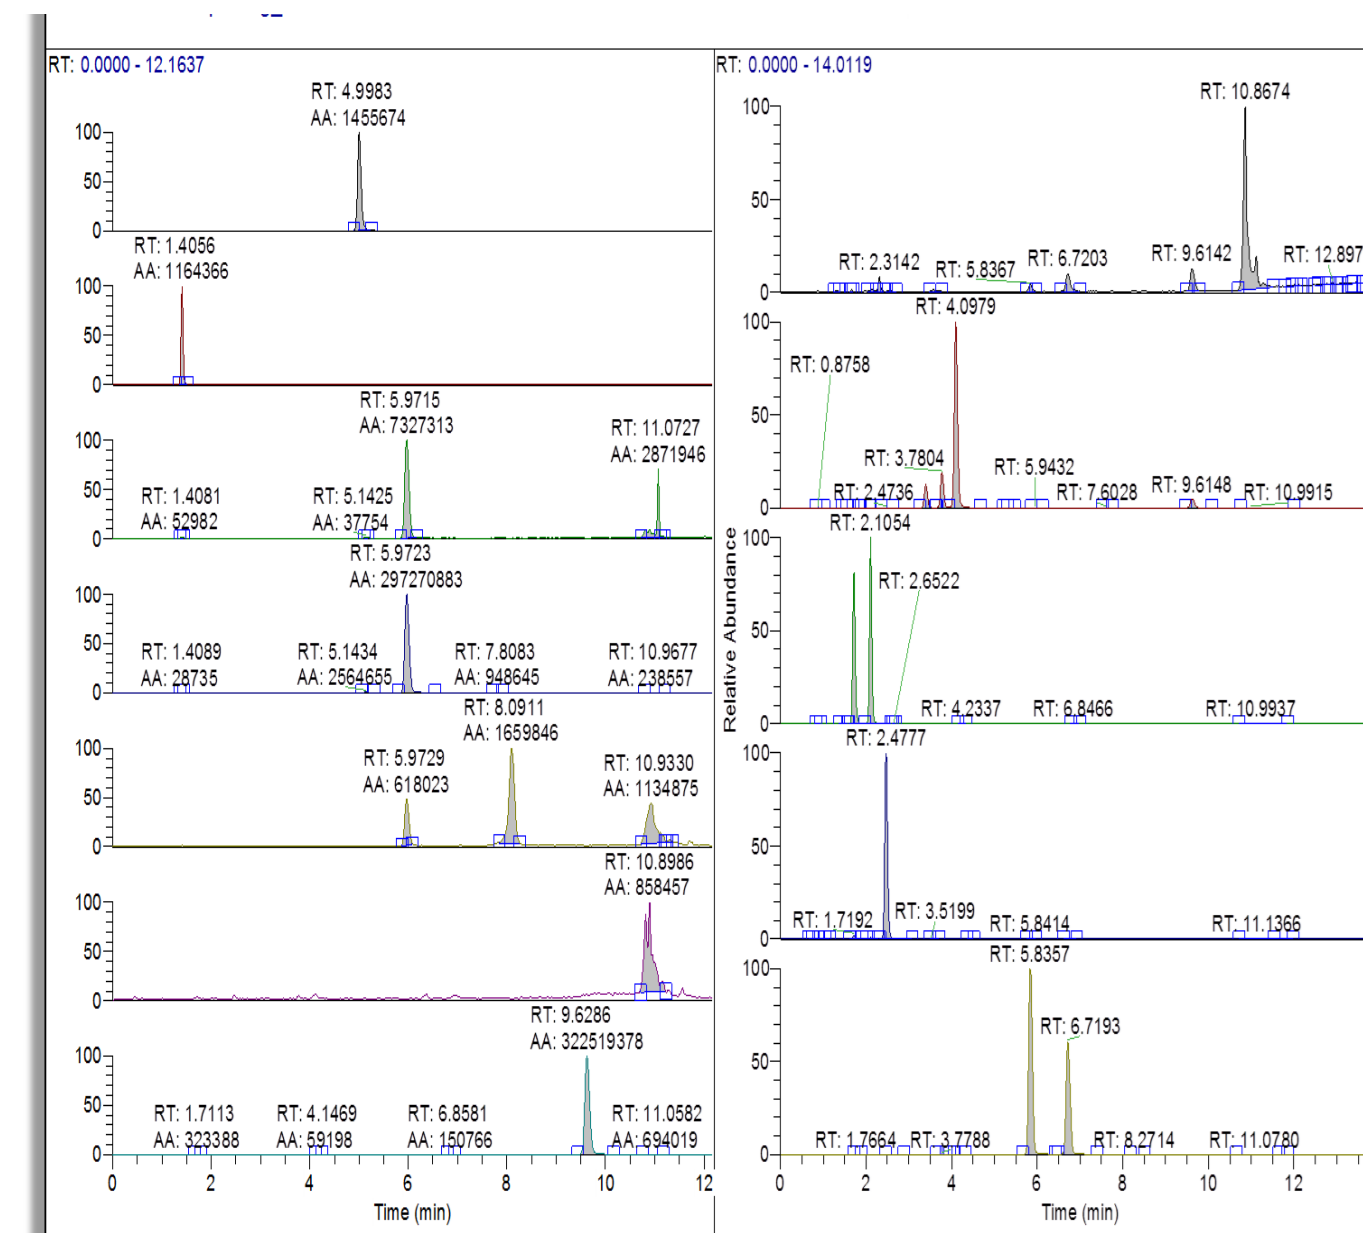 RT: 0.0000 - 12.1637
RT: 4.9983
AA: 1455674
100
50
0
RT: 1.4056
AA: 1164366
100
50
0
RT: 5.9715
AA: 7327313
RT: 11.0727
AA: 2871946
100
50
0
RT: 1.4081
AA: 52982
RT: 5.1425
AA: 37754
RT: 5.9723
AA: 297270883
100
50
0
RT: 1.4089
AA: 28735
RT: 5.1434
AA: 2564655
RT: 7.8083
AA: 948645
RT: 10.9677
AA: 238557
RT: 8.0911
AA: 1659846
100
50
0
RT: 5.9729
AA: 618023
RT: 10.9330
AA: 1134875
RT: 10.8986
AA: 858457
100
50
0
RT: 9.6286
AA: 322519378
100
50
0
RT: 1.7113
AA: 323388
RT: 4.1469
AA: 59198
RT: 6.8581
AA: 150766
RT: 11.0582
AA: 694019
0 2 4 6 8 10 12
Time (min)
RT: 0.0000 - 14.0119
RT: 10.8674
100
50
0
RT: 2.3142
RT: 5.8367
RT: 6.7203
RT: 9.6142
RT: 12.897
RT: 4.0979
100
50
0
RT: 0.8758
RT: 3.7804
RT: 2.4736
RT: 5.9432
RT: 7.6028
RT: 9.6148
RT: 10.9915
Relative Abundance
RT: 2.1054
100
50
0
RT: 2.6522
RT: 4.2337
RT: 6.8466
RT: 10.9937
RT: 2.4777
100
50
0
RT: 1.7192
RT: 3.5199
RT: 5.8414
RT: 11.1366
RT: 5.8357
100
50
0
RT: 6.7193
RT: 1.7664
RT: 3.7788
RT: 8.2714
RT: 11.0780
0 2 4 6 8 10 12
Time (min)